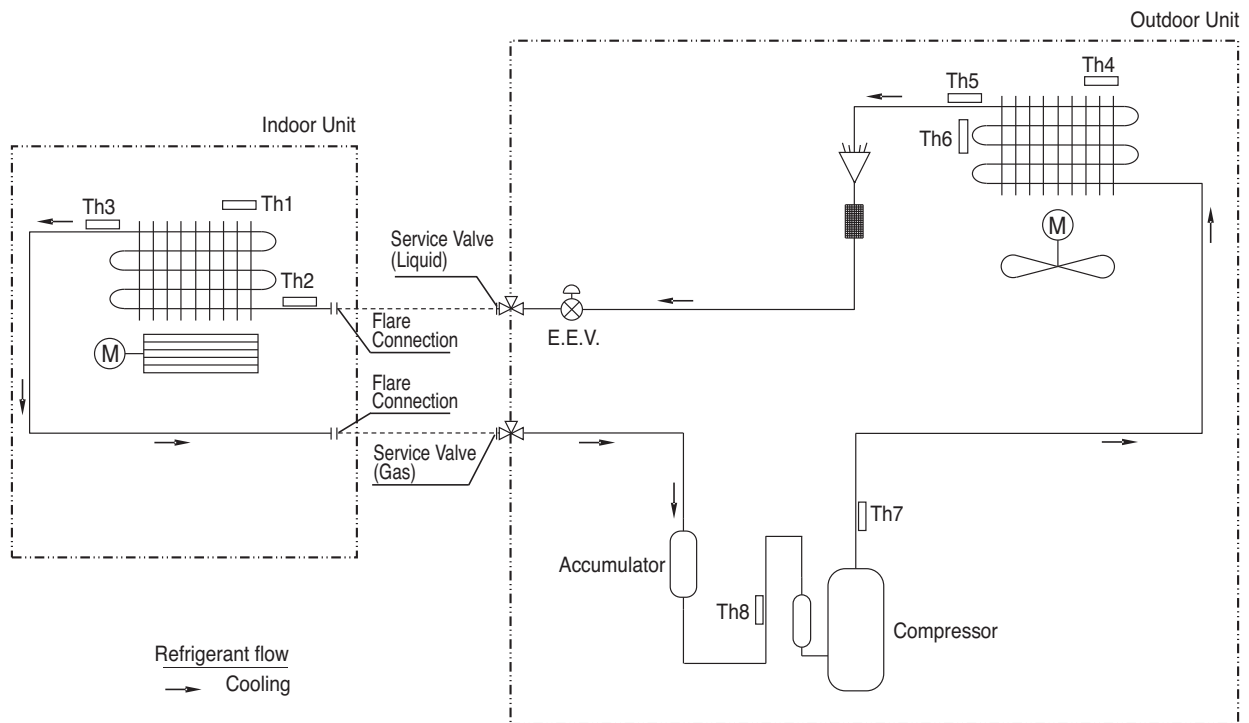 Outdoor Unit
Th4
Th5
Th6
M
Indoor Unit
Th1
Th3
Th2
M
Service Valve
(Liquid)
Flare
Connection
E.E.V.
Flare
Connection
Service Valve
(Gas)
Th7
Accumulator
Th8
Compressor
Refrigerant flow
Cooling